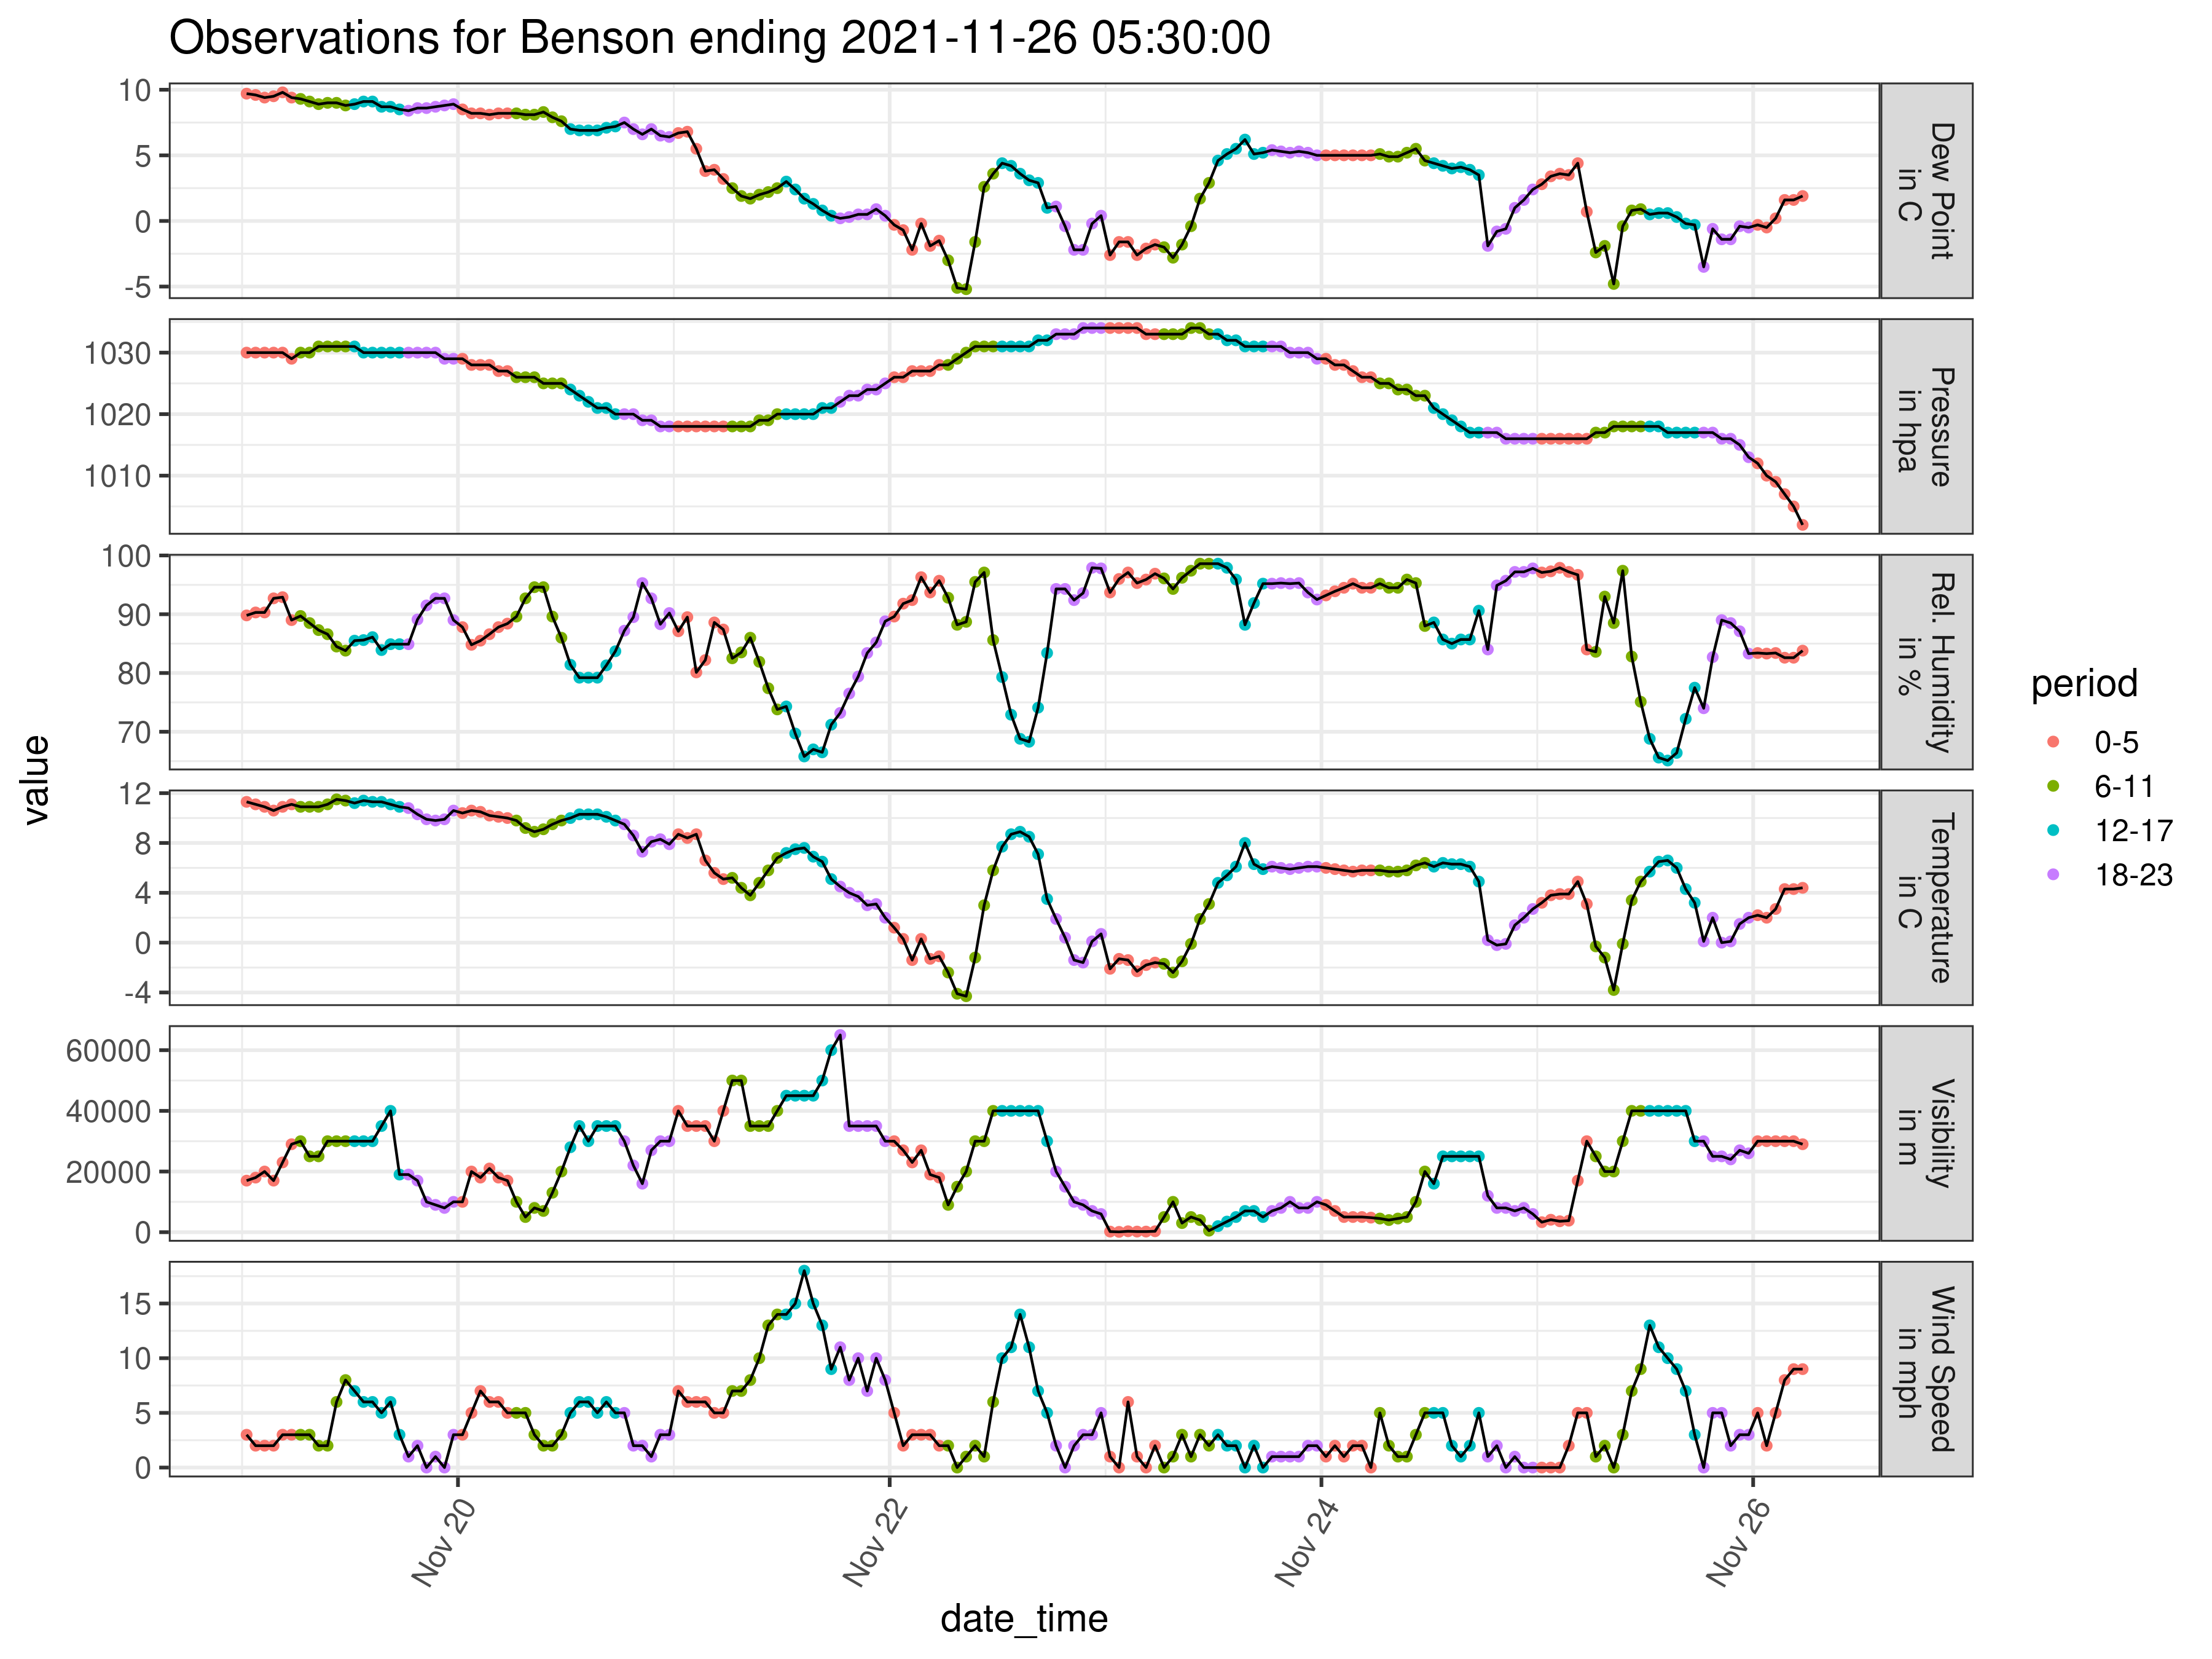 Observations for Benson ending 2021-11-26 05:30:00
value
10
5
0
-5
Dew Point
in C
1030
1020
1010
Pressure
in hpa
100
90
80
70
Rel. Humidity
in %
12
8
4
0
-4
Temperature
in C
60000
40000
20000
0
Visibility
in m
15
10
5
0
Wind Speed
in mph
Nov 20
Nov 22
Nov 24
Nov 26
date_time
period
0-5
6-11
12-17
18-23